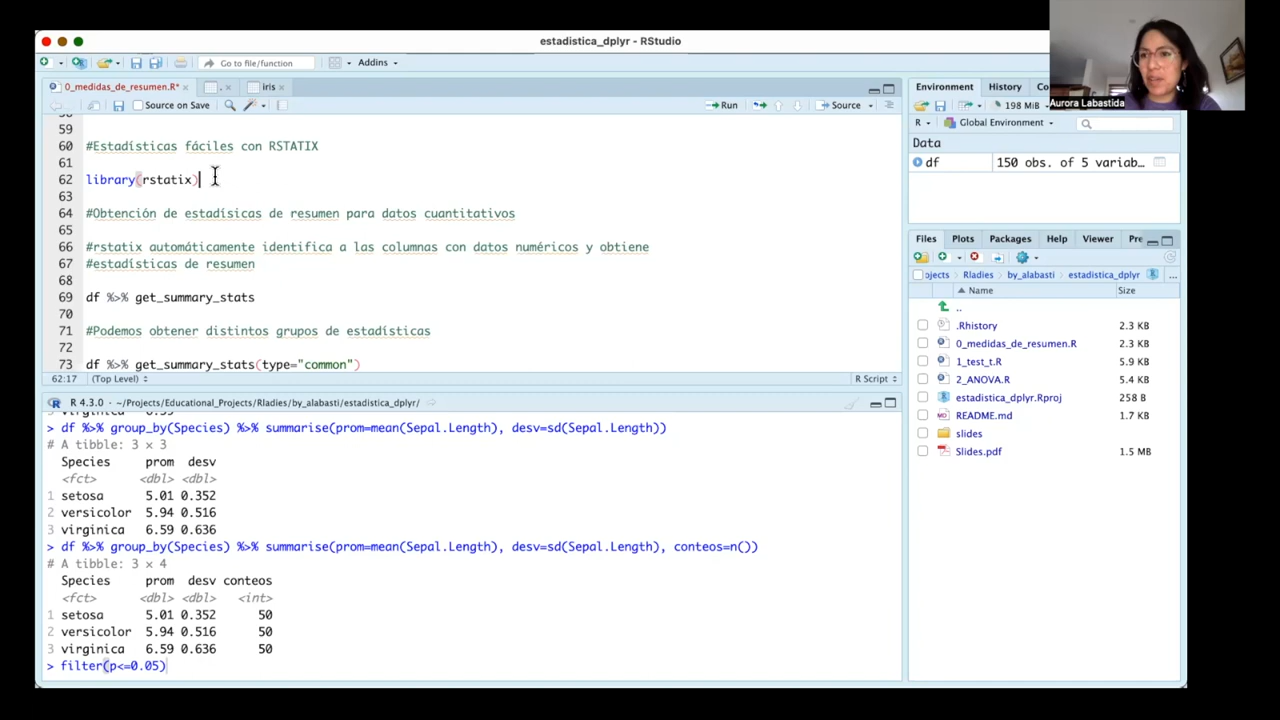 estadistica_dplyr - RStudio
Go to file/function
Addins
0_medidas_de_resumen.R*
.
iris
Source on Save
Run
Source
59
60 #Estadísticas fáciles con RSTATIX
61
62 library(rstatix)
63
64 #Obtención de estadísicas de resumen para datos cuantitativos
65
66 #rstatix automáticamente identifica a las columnas con datos numéricos y obtiene
67 #estadísticas de resumen
68
69 df %>% get_summary_stats
70
71 #Podemos obtener distintos grupos de estadísticas
72
73 df %>% get_summary_stats(type="common")
62:17 (Top Level)
R Script
R 4.3.0 · ~/Projects/Educational_Projects/Rladies/by_alabasti/estadistica_dplyr/
> df %>% group_by(Species) %>% summarise(prom=mean(Sepal.Length), desv=sd(Sepal.Length))
# A tibble: 3 × 3
Species prom desv
<fct> <dbl> <dbl>
1 setosa 5.01 0.352
2 versicolor 5.94 0.516
3 virginica 6.59 0.636
> df %>% group_by(Species) %>% summarise(prom=mean(Sepal.Length), desv=sd(Sepal.Length), conteos=n())
# A tibble: 3 × 4
Species prom desv conteos
<fct> <dbl> <dbl> <int>
1 setosa 5.01 0.352 50
2 versicolor 5.94 0.516 50
3 virginica 6.59 0.636 50
> filter(p<=0.05)
Aurora Labastida
Environment
History
Co
198 MiB
R
Global Environment
Data
df 150 obs. of 5 variab…
Files
Plots
Packages
Help
Viewer
Pre
ojects
Rladies
by_alabasti
estadistica_dplyr
...
Name Size
..
.Rhistory 2.3 KB
0_medidas_de_resumen.R 2.3 KB
1_test_t.R 5.9 KB
2_ANOVA.R 5.4 KB
estadistica_dplyr.Rproj 258 B
README.md 1.7 KB
slides
Slides.pdf 1.5 MB